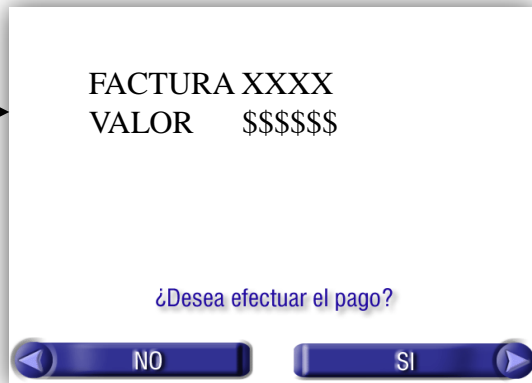 FACTURA XXXX
VALOR $$$$$$
¿Desea efectuar el pago?
NO SI